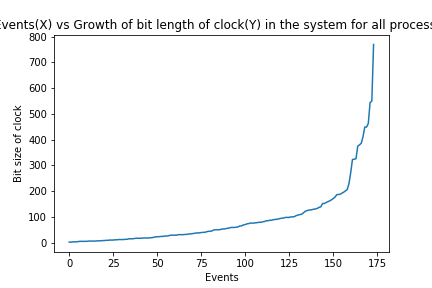 Events(X) vs Growth of bit length of clock(Y) in the system for all process
800
700
600
500
400
300
200
100
0
Bit size of clock
0 25 50 75 100 125 150 175
Events